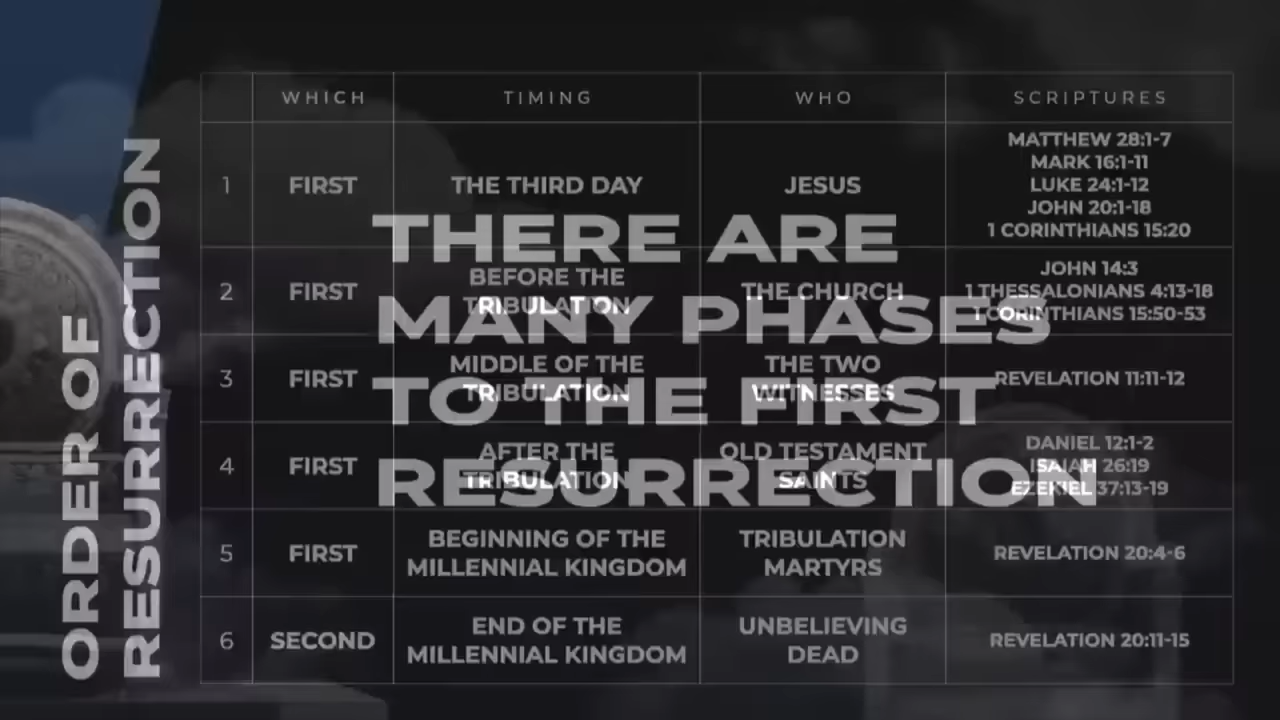 ORDER OF
RESURRECTION
WHICH TIMING WHO SCRIPTURES
1 FIRST THE THIRD DAY JESUS
MATTHEW 28:1-7
MARK 16:1-11
LUKE 24:1-12
JOHN 20:1-18
1 CORINTHIANS 15:20
2 FIRST
BEFORE THE
TRIBULATION
THE CHURCH
JOHN 14:3
1 THESSALONIANS 4:13-18
1 CORINTHIANS 15:50-53
3 FIRST
MIDDLE OF THE
TRIBULATION
THE TWO
WITNESSES
REVELATION 11:11-12
4 FIRST
AFTER THE
TRIBULATION
OLD TESTAMENT
SAINTS
DANIEL 12:1-2
ISAIAH 26:19
EZEKIEL 37:13-19
5 FIRST
BEGINNING OF THE
MILLENNIAL KINGDOM
TRIBULATION
MARTYRS
REVELATION 20:4-6
6 SECOND
END OF THE
MILLENNIAL KINGDOM
UNBELIEVING
DEAD
REVELATION 20:11-15
THERE ARE
MANY PHASES
TO THE FIRST
RESURRECTION